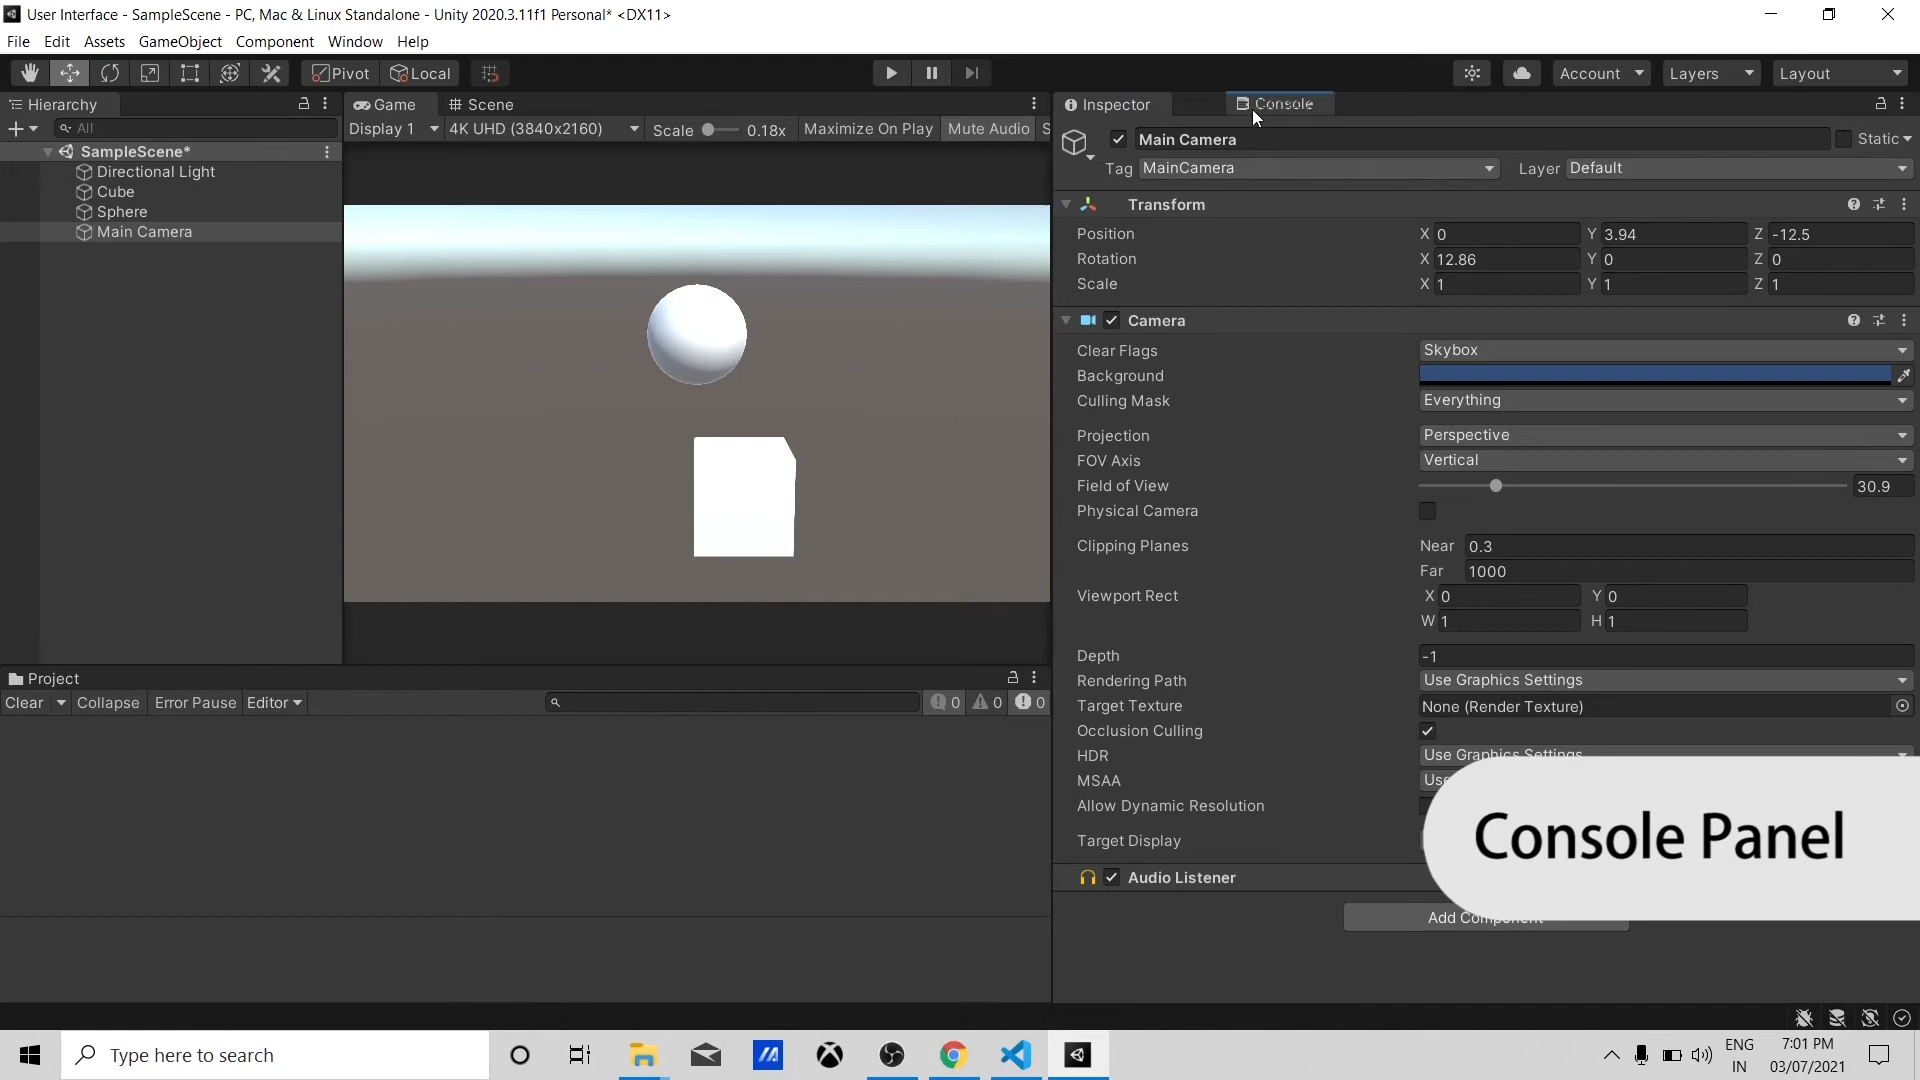 User Interface - SampleScene - PC, Mac & Linux Standalone - Unity 2020.3.11f1 Personal* <DX11>
File Edit Assets GameObject Component Window Help
Pivot Local Account Layers Layout
Hierarchy
All
SampleScene*
Directional Light
Cube
Sphere
Main Camera
Game Scene
Display 1 4K UHD (3840x2160) Scale 0.18x Maximize On Play Mute Audio S
Inspector Console
Main Camera Static
Tag MainCamera Layer Default
Transform
Position X 0 Y 3.94 Z -12.5
Rotation X 12.86 Y 0 Z 0
Scale X 1 Y 1 Z 1
Camera
Clear Flags Skybox
Background
Culling Mask Everything
Projection Perspective
FOV Axis Vertical
Field of View 30.9
Physical Camera
Clipping Planes Near 0.3
Far 1000
Viewport Rect X 0 Y 0
W 1 H 1
Depth -1
Rendering Path Use Graphics Settings
Target Texture None (Render Texture)
Occlusion Culling
HDR Use Graphics Settings
MSAA Use
Allow Dynamic Resolution
Target Display
Audio Listener
Add Component
Console Panel
Project
Clear Collapse Error Pause Editor 0 0 0
Type here to search
ENG
IN
7:01 PM
03/07/2021